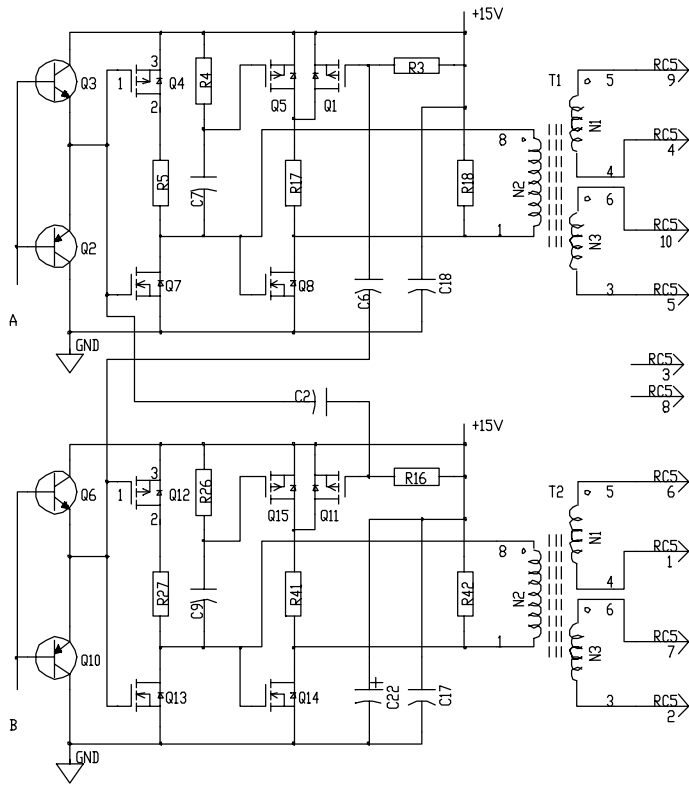 +15V
Q3
1
3
Q4
2
R4
Q5
Q1
R3
T1
5
N1
RC5
9
RC5
4
4
8
N2
1
6
N3
RC5
10
3
RC5
5
R5
C7
R17
R18
Q2
Q7
Q8
C6
C18
A
GND
RC5
3
RC5
8
C2
+15V
Q6
1
3
Q12
2
R26
Q15
Q11
R16
T2
5
N1
RC5
6
RC5
1
4
8
N2
1
6
N3
RC5
7
3
RC5
2
R27
C9
R41
R42
Q10
Q13
Q14
+
C22
C17
B
GND